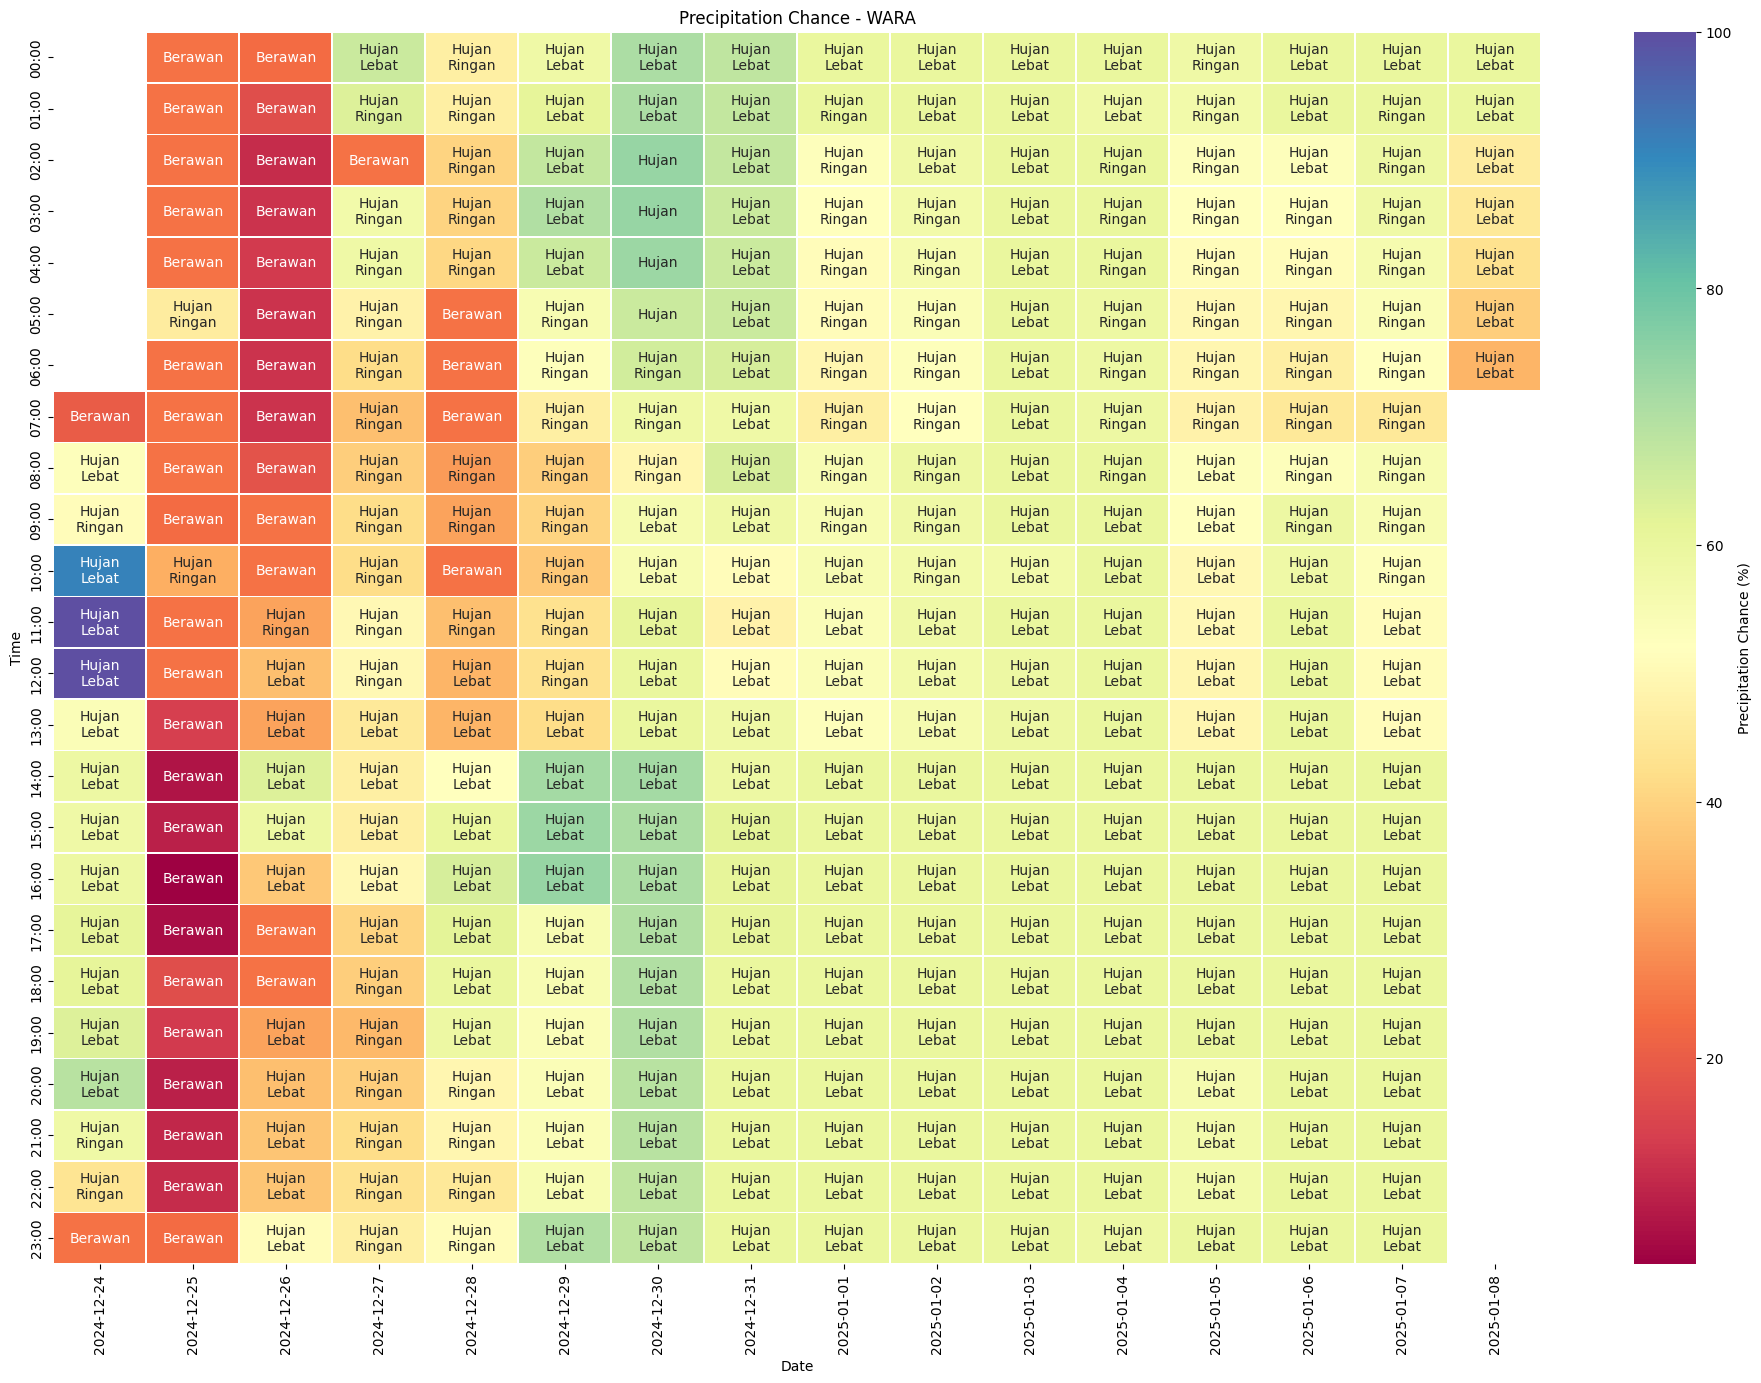 Precipitation Chance - WARA
00:00 Berawan Berawan Hujan Lebat Hujan Ringan Hujan Lebat Hujan Lebat Hujan Lebat Hujan Lebat Hujan Lebat Hujan Lebat Hujan Lebat Hujan Ringan Hujan Lebat Hujan Lebat Hujan Lebat
01:00 Berawan Berawan Hujan Ringan Hujan Ringan Hujan Lebat Hujan Lebat Hujan Lebat Hujan Ringan Hujan Lebat Hujan Lebat Hujan Lebat Hujan Ringan Hujan Lebat Hujan Ringan Hujan Lebat
02:00 Berawan Berawan Berawan Hujan Ringan Hujan Lebat Hujan Hujan Lebat Hujan Ringan Hujan Lebat Hujan Lebat Hujan Ringan Hujan Ringan Hujan Lebat Hujan Ringan Hujan Lebat
03:00 Berawan Berawan Hujan Ringan Hujan Ringan Hujan Lebat Hujan Hujan Lebat Hujan Ringan Hujan Ringan Hujan Lebat Hujan Ringan Hujan Ringan Hujan Ringan Hujan Ringan Hujan Lebat
04:00 Berawan Berawan Hujan Ringan Hujan Ringan Hujan Lebat Hujan Hujan Lebat Hujan Ringan Hujan Ringan Hujan Lebat Hujan Ringan Hujan Ringan Hujan Ringan Hujan Ringan Hujan Lebat
05:00 Hujan Ringan Berawan Hujan Ringan Berawan Hujan Ringan Hujan Hujan Lebat Hujan Ringan Hujan Ringan Hujan Lebat Hujan Ringan Hujan Ringan Hujan Ringan Hujan Ringan Hujan Lebat
06:00 Berawan Berawan Hujan Ringan Berawan Hujan Ringan Hujan Ringan Hujan Lebat Hujan Ringan Hujan Ringan Hujan Lebat Hujan Ringan Hujan Ringan Hujan Ringan Hujan Ringan Hujan Lebat
07:00 Berawan Berawan Berawan Hujan Ringan Berawan Hujan Ringan Hujan Ringan Hujan Lebat Hujan Ringan Hujan Ringan Hujan Lebat Hujan Ringan Hujan Ringan Hujan Ringan Hujan Ringan
08:00 Hujan Lebat Berawan Berawan Hujan Ringan Hujan Ringan Hujan Ringan Hujan Ringan Hujan Lebat Hujan Ringan Hujan Ringan Hujan Lebat Hujan Ringan Hujan Lebat Hujan Ringan Hujan Ringan
09:00 Hujan Ringan Berawan Berawan Hujan Ringan Hujan Ringan Hujan Ringan Hujan Lebat Hujan Lebat Hujan Ringan Hujan Ringan Hujan Lebat Hujan Lebat Hujan Lebat Hujan Ringan Hujan Ringan
10:00 Hujan Lebat Hujan Ringan Berawan Hujan Ringan Berawan Hujan Ringan Hujan Lebat Hujan Lebat Hujan Lebat Hujan Ringan Hujan Lebat Hujan Lebat Hujan Lebat Hujan Lebat Hujan Ringan
11:00 Hujan Lebat Berawan Hujan Ringan Hujan Ringan Hujan Ringan Hujan Ringan Hujan Lebat Hujan Lebat Hujan Lebat Hujan Lebat Hujan Lebat Hujan Lebat Hujan Lebat Hujan Lebat Hujan Lebat
12:00 Hujan Lebat Berawan Hujan Lebat Hujan Ringan Hujan Lebat Hujan Ringan Hujan Lebat Hujan Lebat Hujan Lebat Hujan Lebat Hujan Lebat Hujan Lebat Hujan Lebat Hujan Lebat Hujan Lebat
13:00 Hujan Lebat Berawan Hujan Lebat Hujan Lebat Hujan Lebat Hujan Lebat Hujan Lebat Hujan Lebat Hujan Lebat Hujan Lebat Hujan Lebat Hujan Lebat Hujan Lebat Hujan Lebat Hujan Lebat
14:00 Hujan Lebat Berawan Hujan Lebat Hujan Lebat Hujan Lebat Hujan Lebat Hujan Lebat Hujan Lebat Hujan Lebat Hujan Lebat Hujan Lebat Hujan Lebat Hujan Lebat Hujan Lebat Hujan Lebat
15:00 Hujan Lebat Berawan Hujan Lebat Hujan Lebat Hujan Lebat Hujan Lebat Hujan Lebat Hujan Lebat Hujan Lebat Hujan Lebat Hujan Lebat Hujan Lebat Hujan Lebat Hujan Lebat Hujan Lebat
16:00 Hujan Lebat Berawan Hujan Lebat Hujan Lebat Hujan Lebat Hujan Lebat Hujan Lebat Hujan Lebat Hujan Lebat Hujan Lebat Hujan Lebat Hujan Lebat Hujan Lebat Hujan Lebat Hujan Lebat
17:00 Hujan Lebat Berawan Berawan Hujan Lebat Hujan Lebat Hujan Lebat Hujan Lebat Hujan Lebat Hujan Lebat Hujan Lebat Hujan Lebat Hujan Lebat Hujan Lebat Hujan Lebat Hujan Lebat
18:00 Hujan Lebat Berawan Berawan Hujan Ringan Hujan Lebat Hujan Lebat Hujan Lebat Hujan Lebat Hujan Lebat Hujan Lebat Hujan Lebat Hujan Lebat Hujan Lebat Hujan Lebat Hujan Lebat
19:00 Hujan Lebat Berawan Hujan Lebat Hujan Ringan Hujan Lebat Hujan Lebat Hujan Lebat Hujan Lebat Hujan Lebat Hujan Lebat Hujan Lebat Hujan Lebat Hujan Lebat Hujan Lebat Hujan Lebat
20:00 Hujan Lebat Berawan Hujan Lebat Hujan Ringan Hujan Ringan Hujan Lebat Hujan Lebat Hujan Lebat Hujan Lebat Hujan Lebat Hujan Lebat Hujan Lebat Hujan Lebat Hujan Lebat Hujan Lebat
21:00 Hujan Ringan Berawan Hujan Lebat Hujan Ringan Hujan Ringan Hujan Lebat Hujan Lebat Hujan Lebat Hujan Lebat Hujan Lebat Hujan Lebat Hujan Lebat Hujan Lebat Hujan Lebat Hujan Lebat
22:00 Hujan Ringan Berawan Hujan Lebat Hujan Ringan Hujan Ringan Hujan Lebat Hujan Lebat Hujan Lebat Hujan Lebat Hujan Lebat Hujan Lebat Hujan Lebat Hujan Lebat Hujan Lebat Hujan Lebat
23:00 Berawan Berawan Hujan Lebat Hujan Ringan Hujan Ringan Hujan Lebat Hujan Lebat Hujan Lebat Hujan Lebat Hujan Lebat Hujan Lebat Hujan Lebat Hujan Lebat Hujan Lebat Hujan Lebat
Time
2024-12-24 2024-12-25 2024-12-26 2024-12-27 2024-12-28 2024-12-29 2024-12-30 2024-12-31 2025-01-01 2025-01-02 2025-01-03 2025-01-04 2025-01-05 2025-01-06 2025-01-07 2025-01-08
Date
100
80
60
40
20
Precipitation Chance (%)